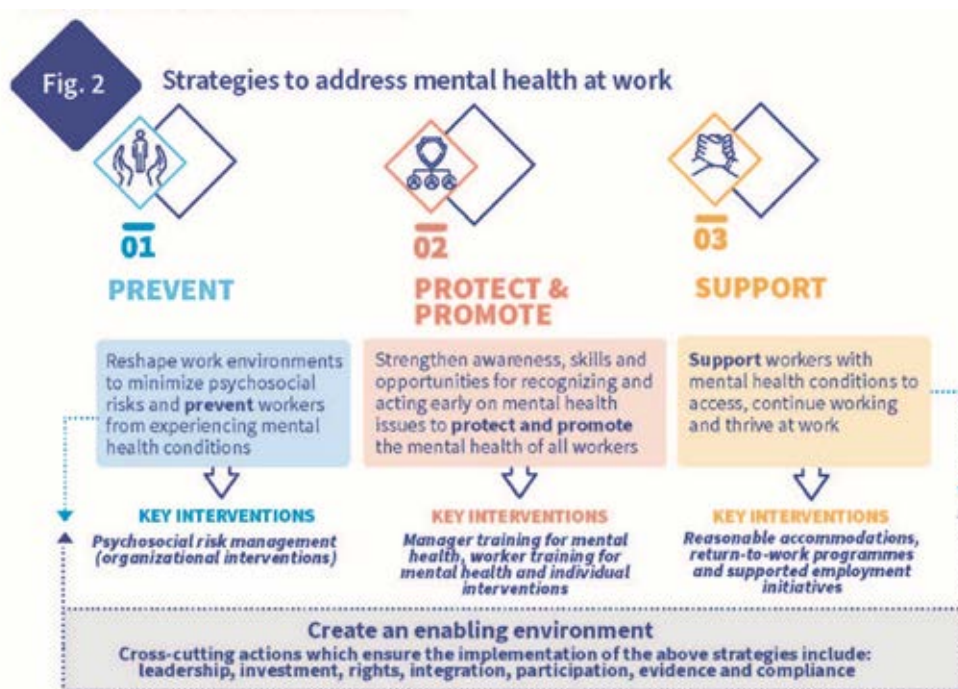 Fig. 2
Strategies to address mental health at work
01
PREVENT
Reshape work environments
to minimize psychosocial
risks and prevent workers
from experiencing mental
health conditions
KEY INTERVENTIONS
Psychosocial risk management
(organizational interventions)
02
PROTECT &
PROMOTE
Strengthen awareness, skills and
opportunities for recognizing and
acting early on mental health
issues to protect and promote
the mental health of all workers
KEY INTERVENTIONS
Manager training for mental
health, worker training for
mental health and individual
interventions
03
SUPPORT
Support workers with
mental health conditions to
access, continue working
and thrive at work
KEY INTERVENTIONS
Reasonable accommodations,
return-to-work programmes
and supported employment
initiatives
Create an enabling environment
Cross-cutting actions which ensure the implementation of the above strategies include:
leadership, investment, rights, integration, participation, evidence and compliance